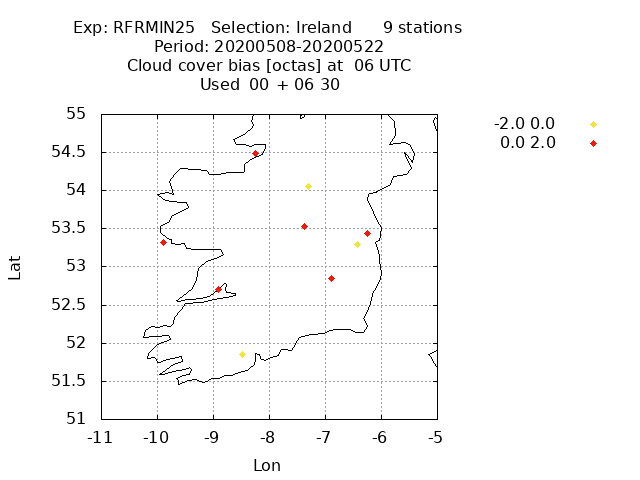 Exp: RFRMIN25 Selection: Ireland 9 stations
Period: 20200508-20200522
Cloud cover bias [octas] at 06 UTC
Used 00 + 06 30
-2.0 0.0
0.0 2.0
55
54.5
54
53.5
53
52.5
52
51.5
51
Lat
-11 -10 -9 -8 -7 -6 -5
Lon